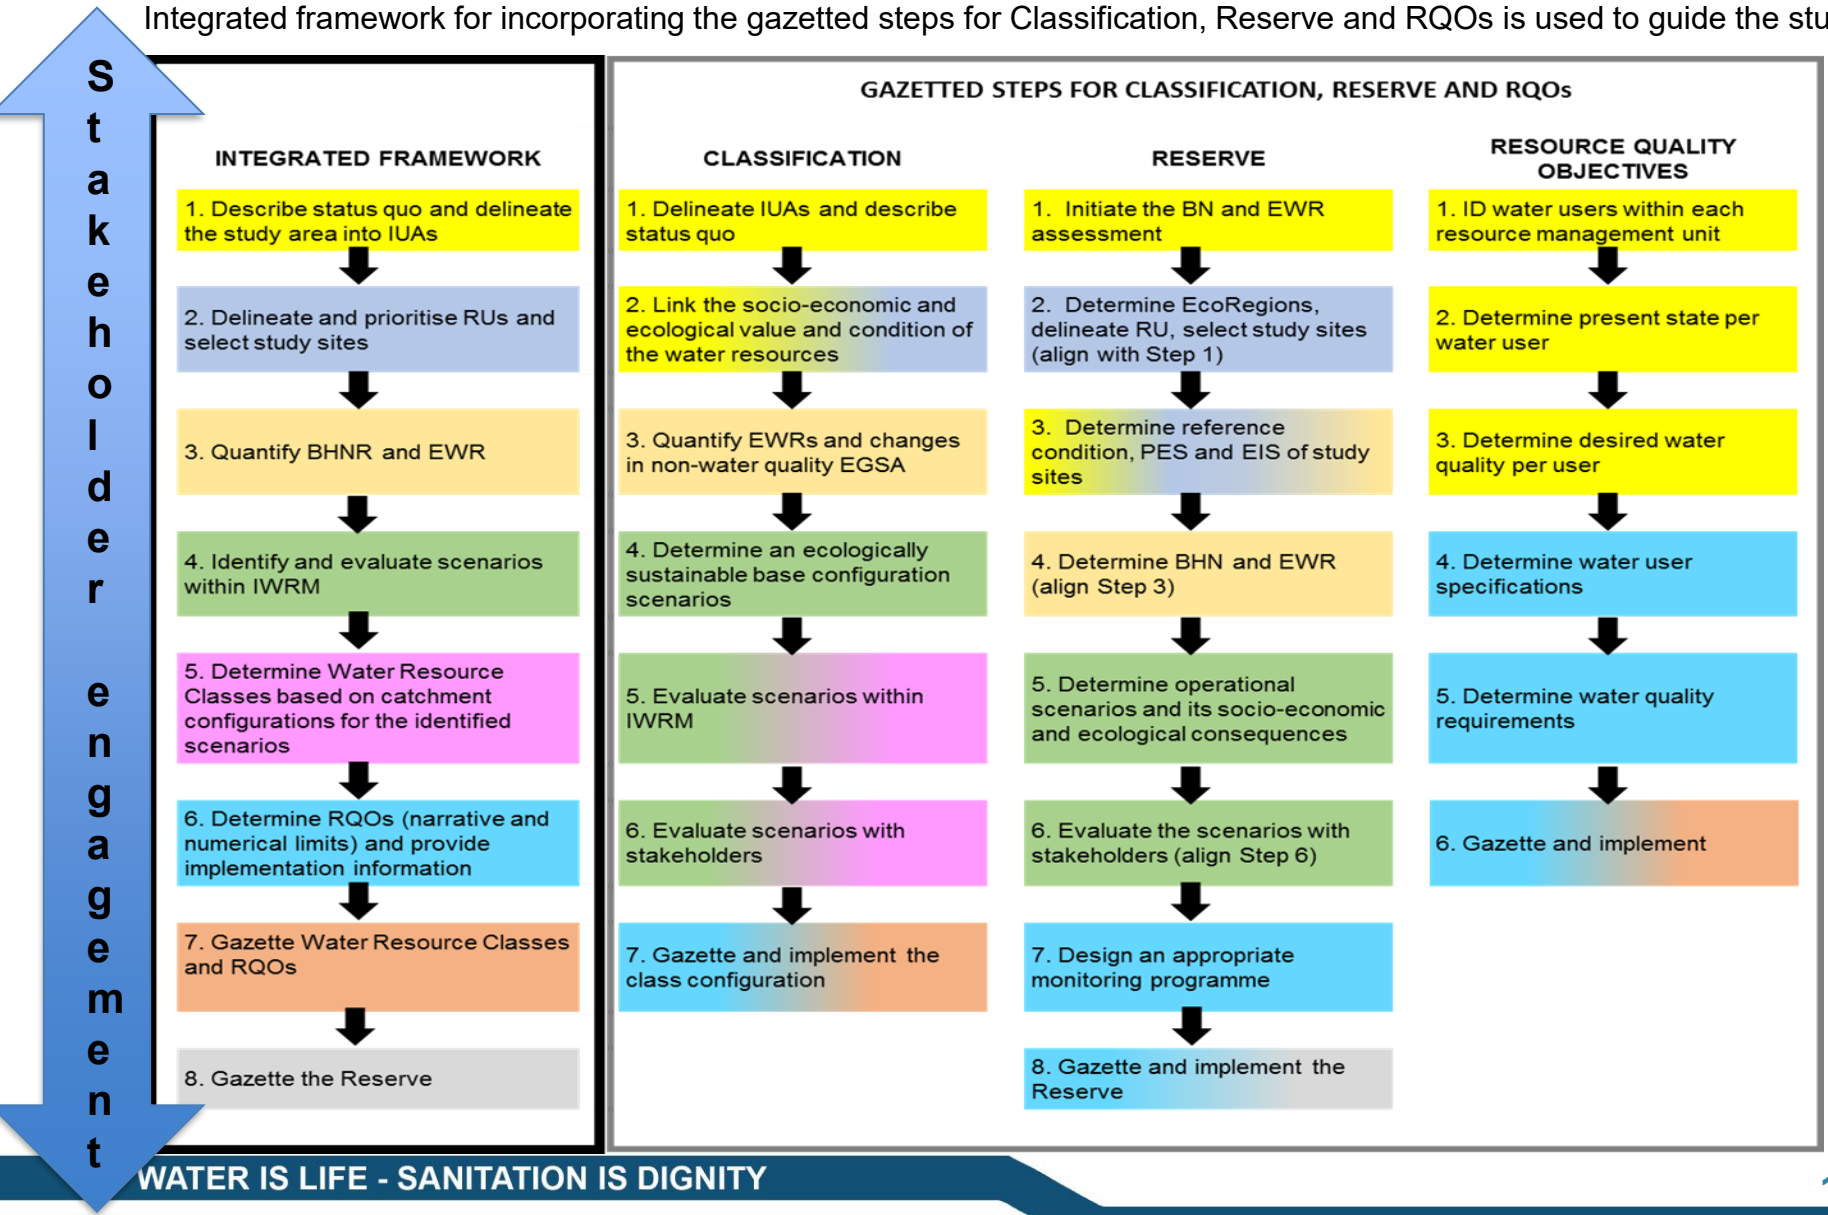 Integrated framework for incorporating the gazetted steps for Classification, Reserve and RQOs is used to guide the
Stakeholder engagement
GAZETTED STEPS FOR CLASSIFICATION, RESERVE AND RQOs
INTEGRATED FRAMEWORK
1. Describe status quo and delineate
the study area into IUAs
2. Delineate and prioritise RUs and
select study sites
3. Quantify BHNR and EWR
4. Identify and evaluate scenarios
within IWRM
5. Determine Water Resource
Classes based on catchment
configurations for the identified
scenarios
6. Determine RQOs (narrative and
numerical limits) and provide
implementation information
7. Gazette Water Resource Classes
and RQOs
8. Gazette the Reserve
CLASSIFICATION
1. Delineate IUAs and describe
status quo
2. Link the socio-economic and
ecological value and condition of
the water resources
3. Quantify EWRs and changes
in non-water quality EGSA
4. Determine an ecologically
sustainable base configuration
scenarios
5. Evaluate scenarios within
IWRM
6. Evaluate scenarios with
stakeholders
7. Gazette and implement the
class configuration
RESERVE
1. Initiate the BN and EWR
assessment
2. Determine EcoRegions,
delineate RU, select study sites
(align with Step 1)
3. Determine reference
condition, PES and EIS of study
sites
4. Determine BHN and EWR
(align Step 3)
5. Determine operational
scenarios and its socio-economic
and ecological consequences
6. Evaluate the scenarios with
stakeholders (align Step 6)
7. Design an appropriate
monitoring programme
8. Gazette and implement the
Reserve
RESOURCE QUALITY
OBJECTIVES
1. ID water users within each
resource management unit
2. Determine present state per
water user
3. Determine desired water
quality per user
4. Determine water user
specifications
5. Determine water quality
requirements
6. Gazette and implement
WATER IS LIFE - SANITATION IS DIGNITY